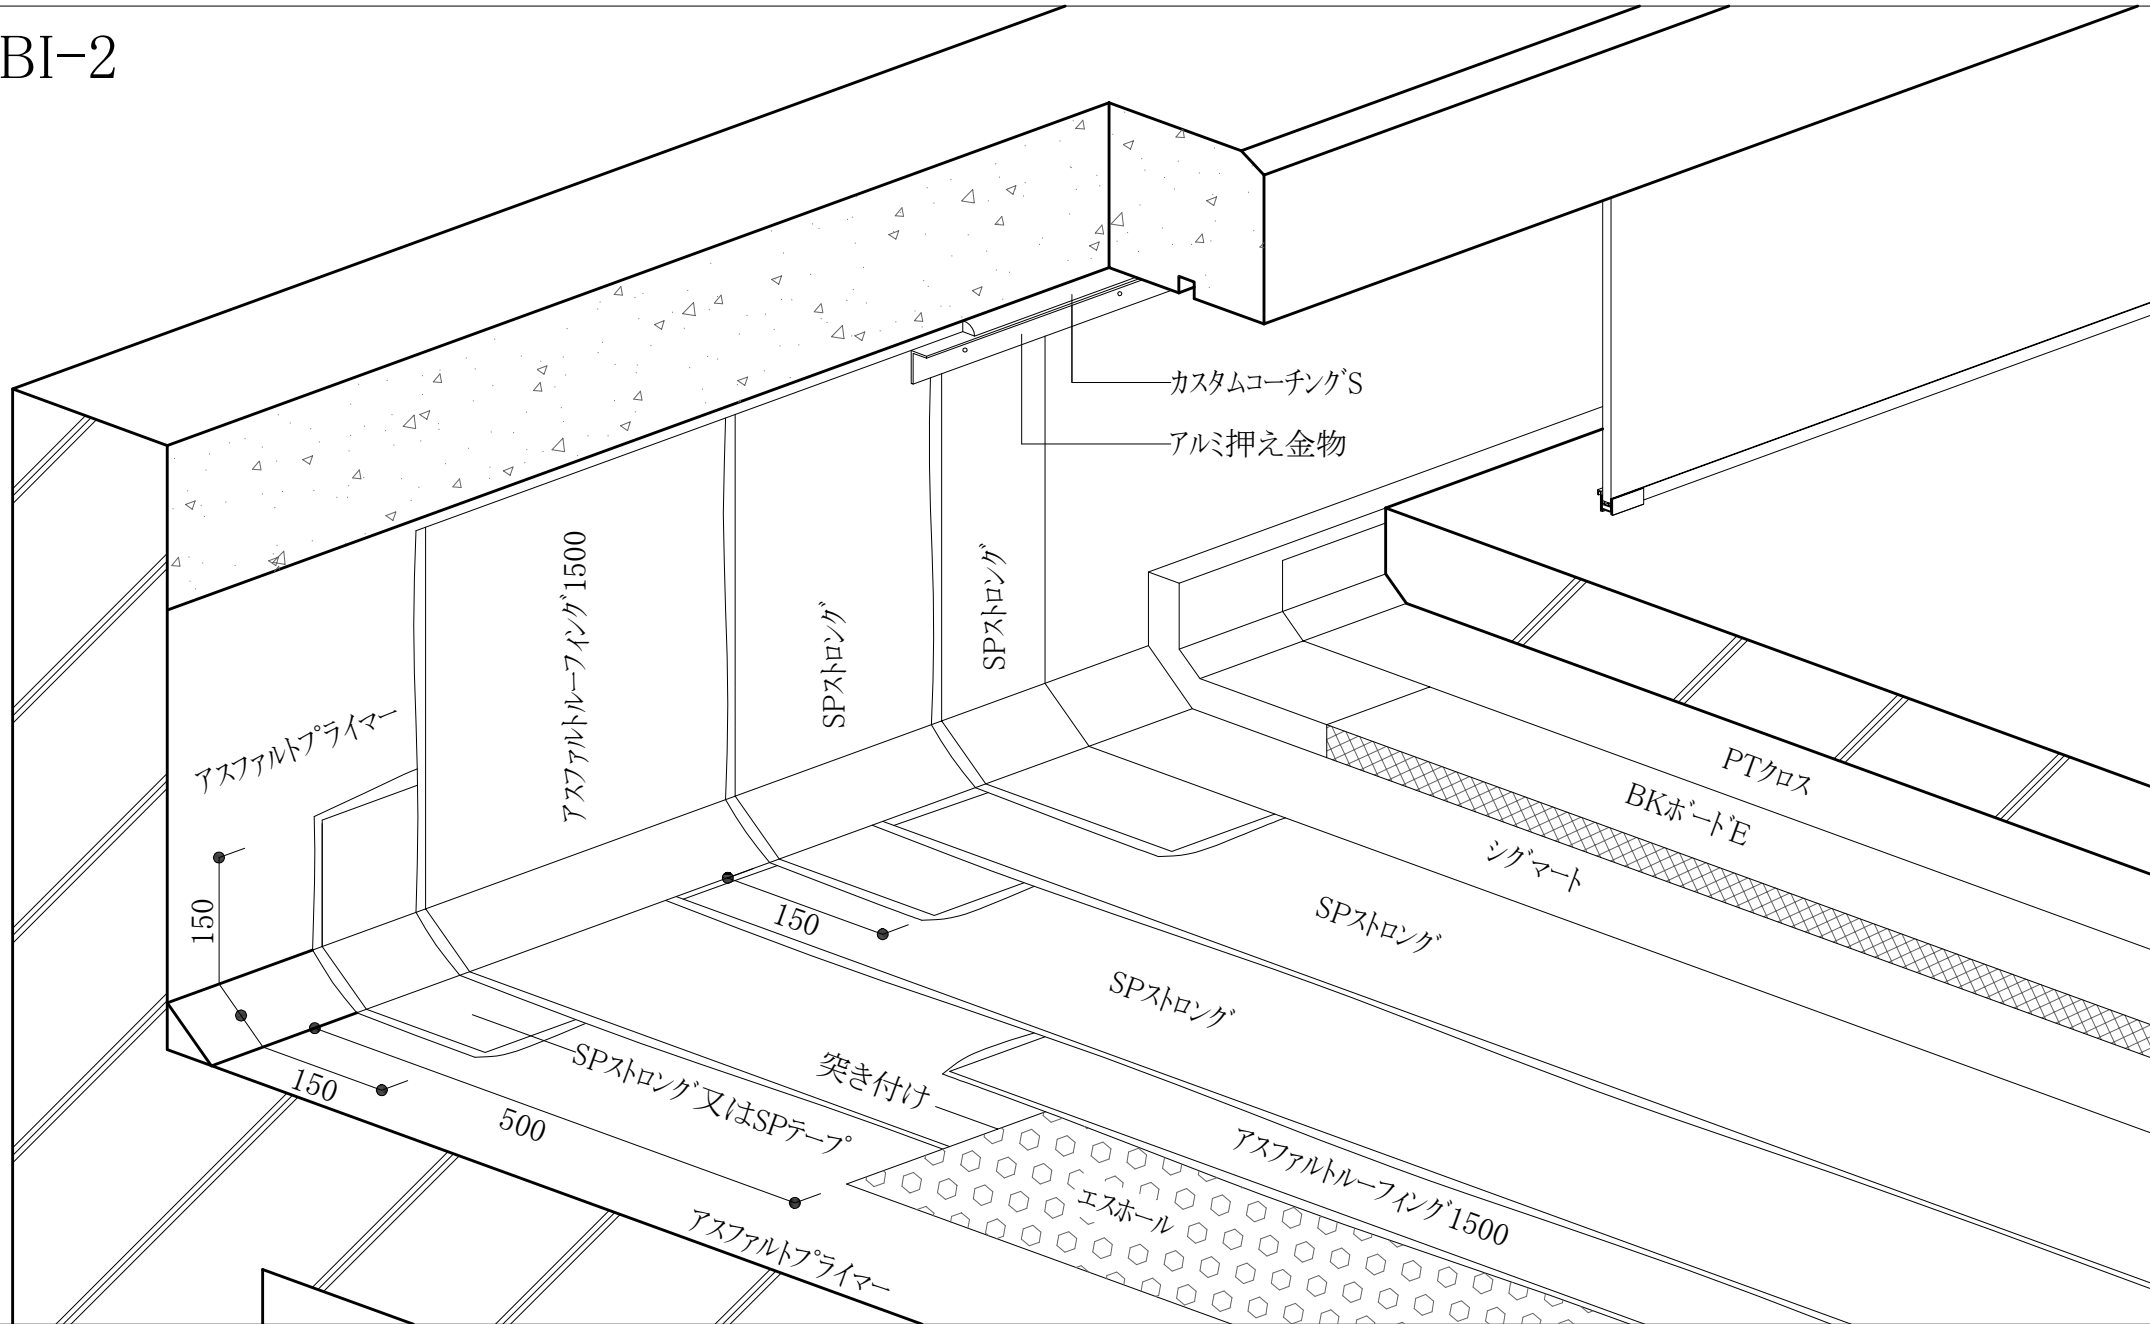 BI-2
カスタムコーチングS
アルミ押え金物
アスファルトルーフィング1500
SPストロング
SPストロング
アスファルトプライマー
150
150
500
150
SPストロング又はSPテープ
突き付け
アスファルトプライマー
エスホール
アスファルトルーフィング1500
SPストロング
SPストロング
シグマート
BKボードE
PTクロス